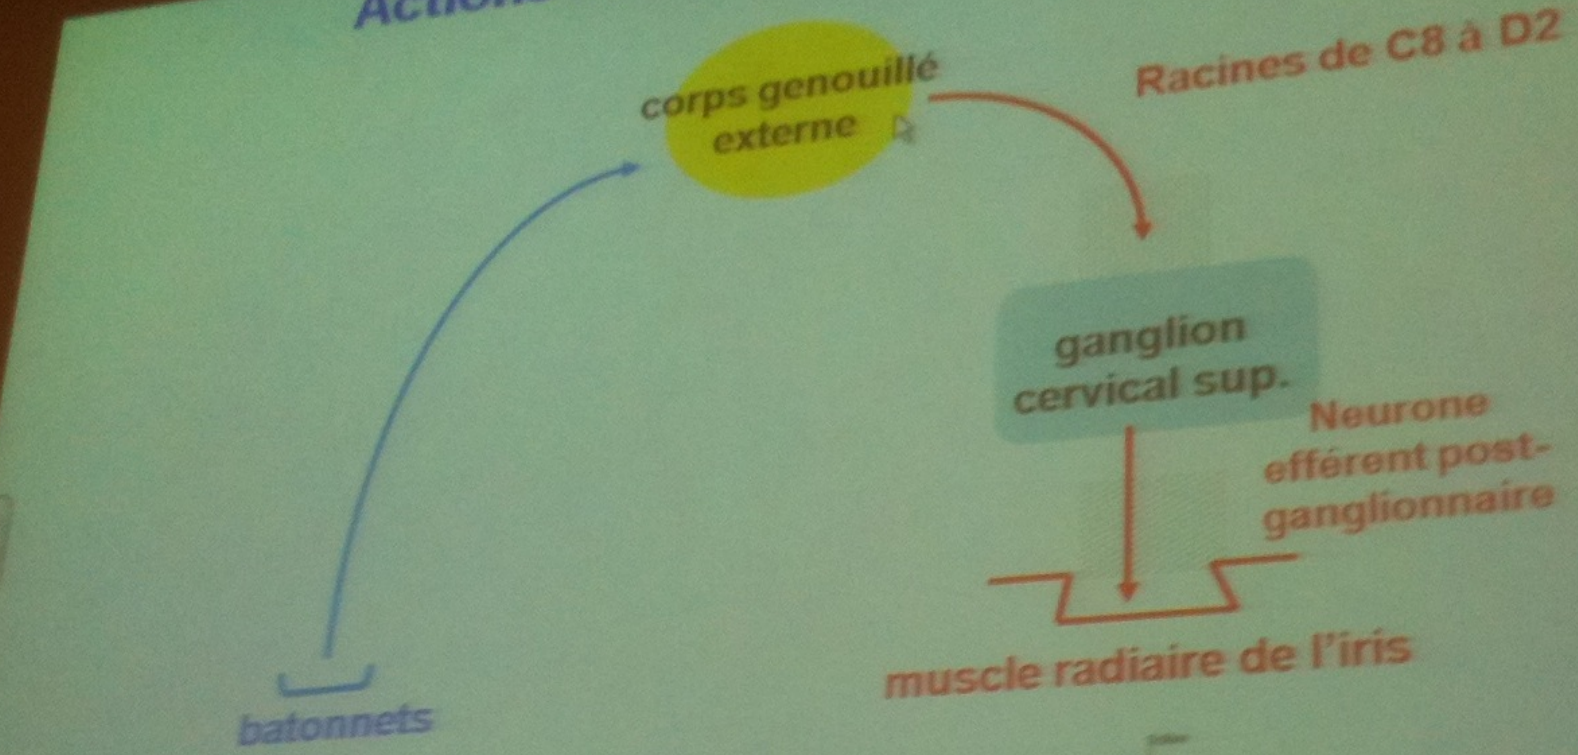 corps genouillé
externe
Racines de C8 à D2
ganglion
cervical sup.
Neurone
efférent post-
ganglionnaire
muscle radiaire de l'iris
batonnets